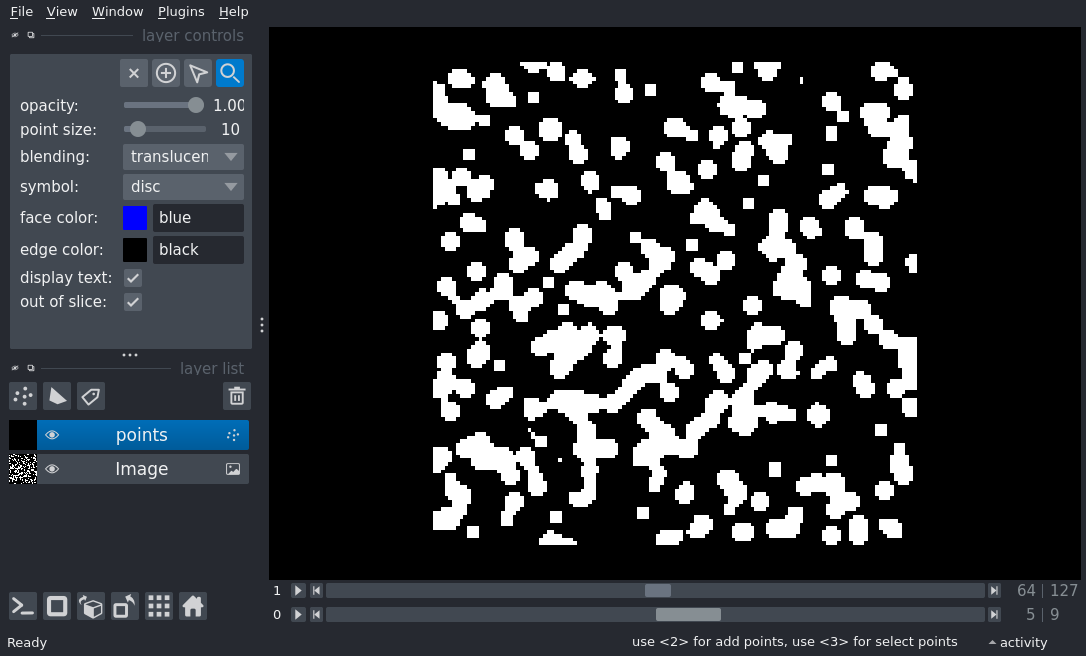 File View Window Plugins Help
layer controls
opacity: 1.00
point size: 10
blending: translucen
symbol: disc
face color: blue
edge color: black
display text:
out of slice:
layer list
points
Image
1 64 | 127
0 5 | 9
Ready use <2> for add points, use <3> for select points activity